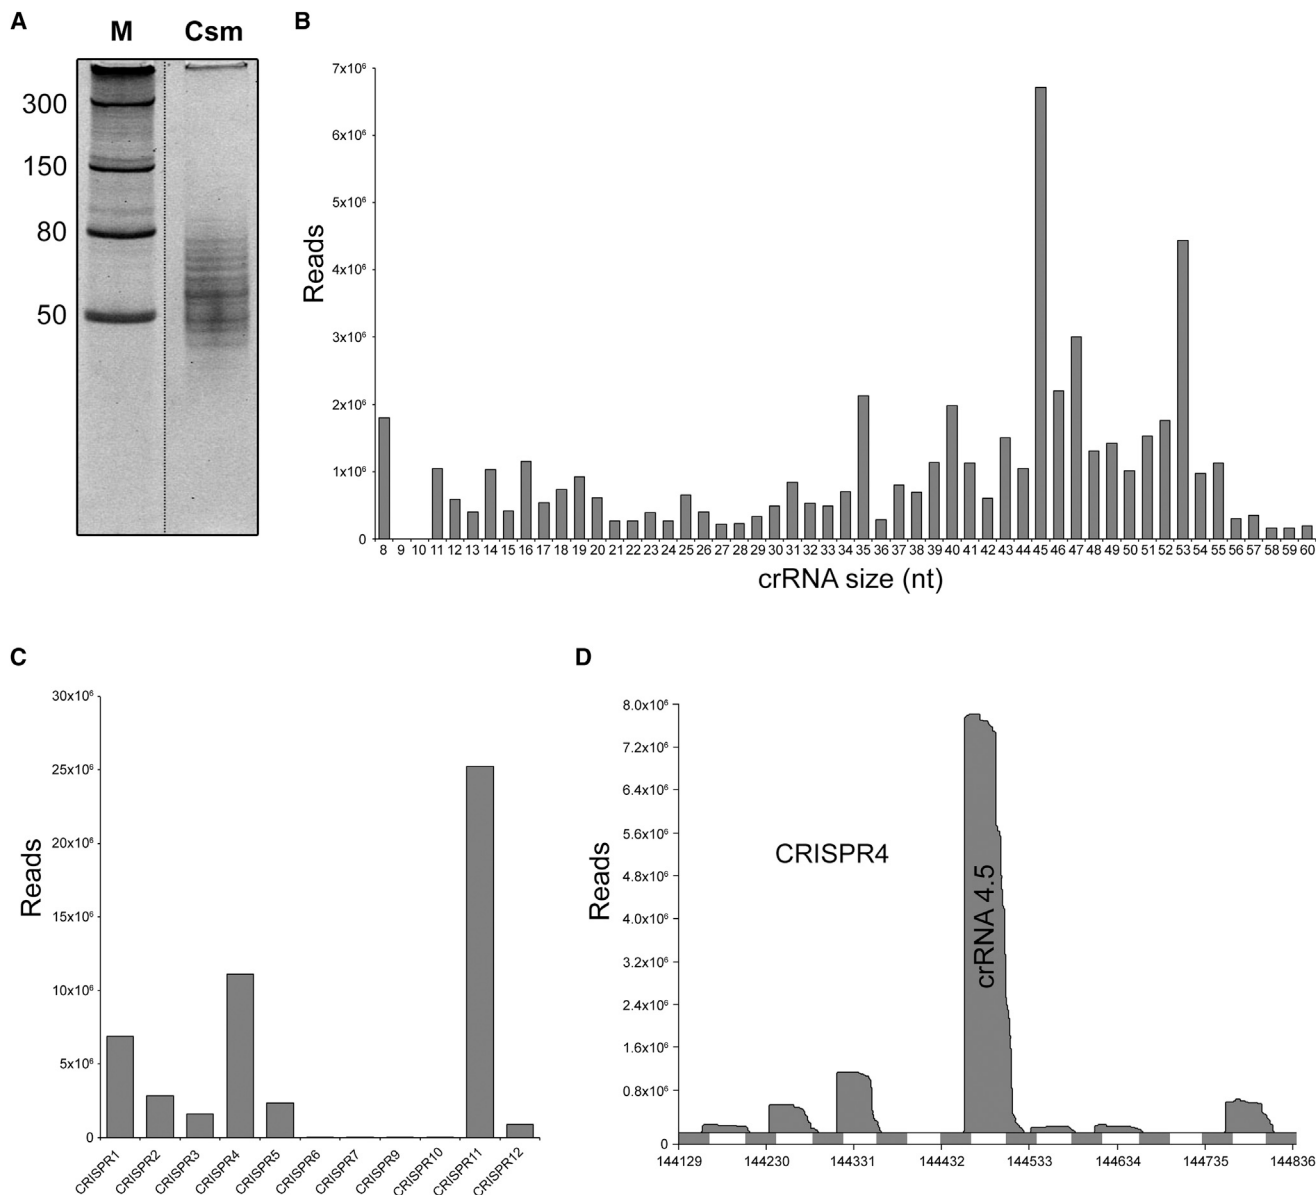 A
M Csm
300
150
80
50
B
7x10⁶
6x10⁶
5x10⁶
4x10⁶
3x10⁶
2x10⁶
1x10⁶
0
Reads
8 9 10 11 12 13 14 15 16 17 18 19 20 21 22 23 24 25 26 27 28 29 30 31 32 33 34 35 36 37 38 39 40 41 42 43 44 45 46 47 48 49 50 51 52 53 54 55 56 57 58 59 60
crRNA size (nt)
C
30x10⁶
25x10⁶
20x10⁶
15x10⁶
10x10⁶
5x10⁶
0
Reads
CRISPR1 CRISPR2 CRISPR3 CRISPR4 CRISPR5 CRISPR6 CRISPR7 CRISPR9 CRISPR10 CRISPR11 CRISPR12
D
8.0x10⁶
7.2x10⁶
6.4x10⁶
5.6x10⁶
4.8x10⁶
4.0x10⁶
3.2x10⁶
2.4x10⁶
1.6x10⁶
0.8x10⁶
0
Reads
CRISPR4
crRNA 4.5
144129 144230 144331 144432 144533 144634 144735 144836